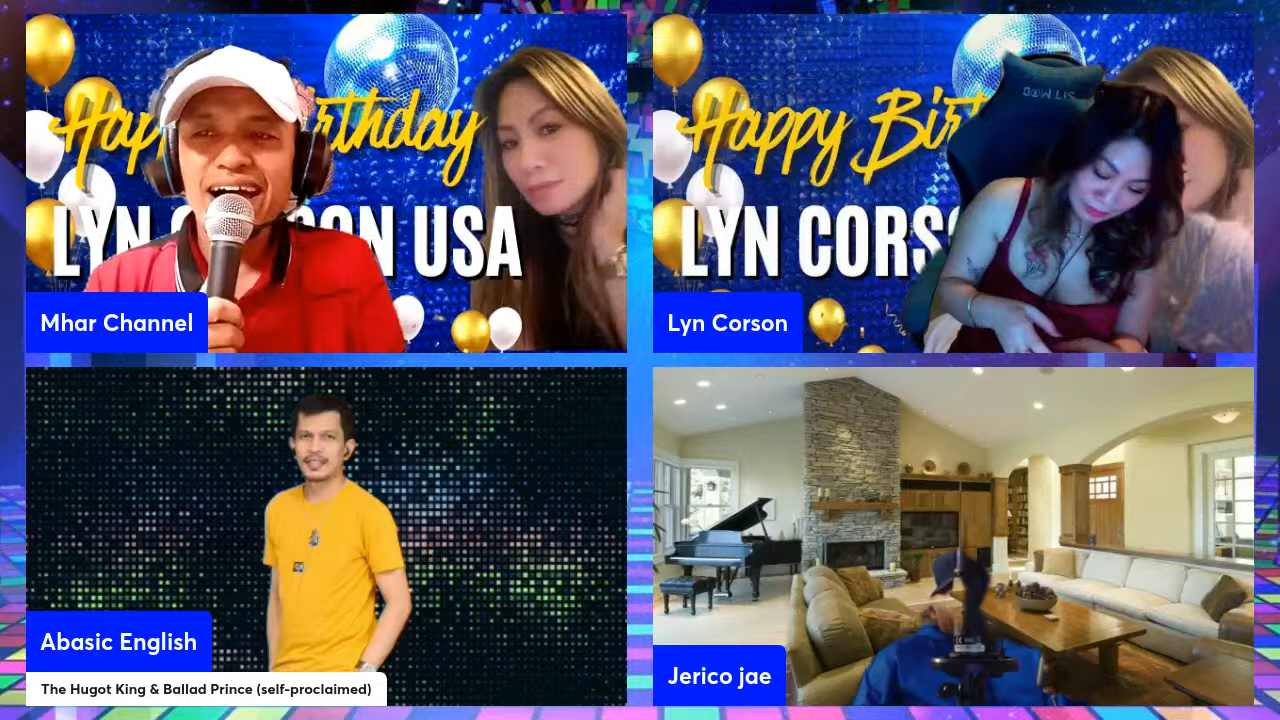 Happy Birthday
LYN CORSON USA
Mhar Channel
Happy Birt
LYN CORS
Lyn Corson
Abasic English
The Hugot King & Ballad Prince (self-proclaimed)
Jerico jae